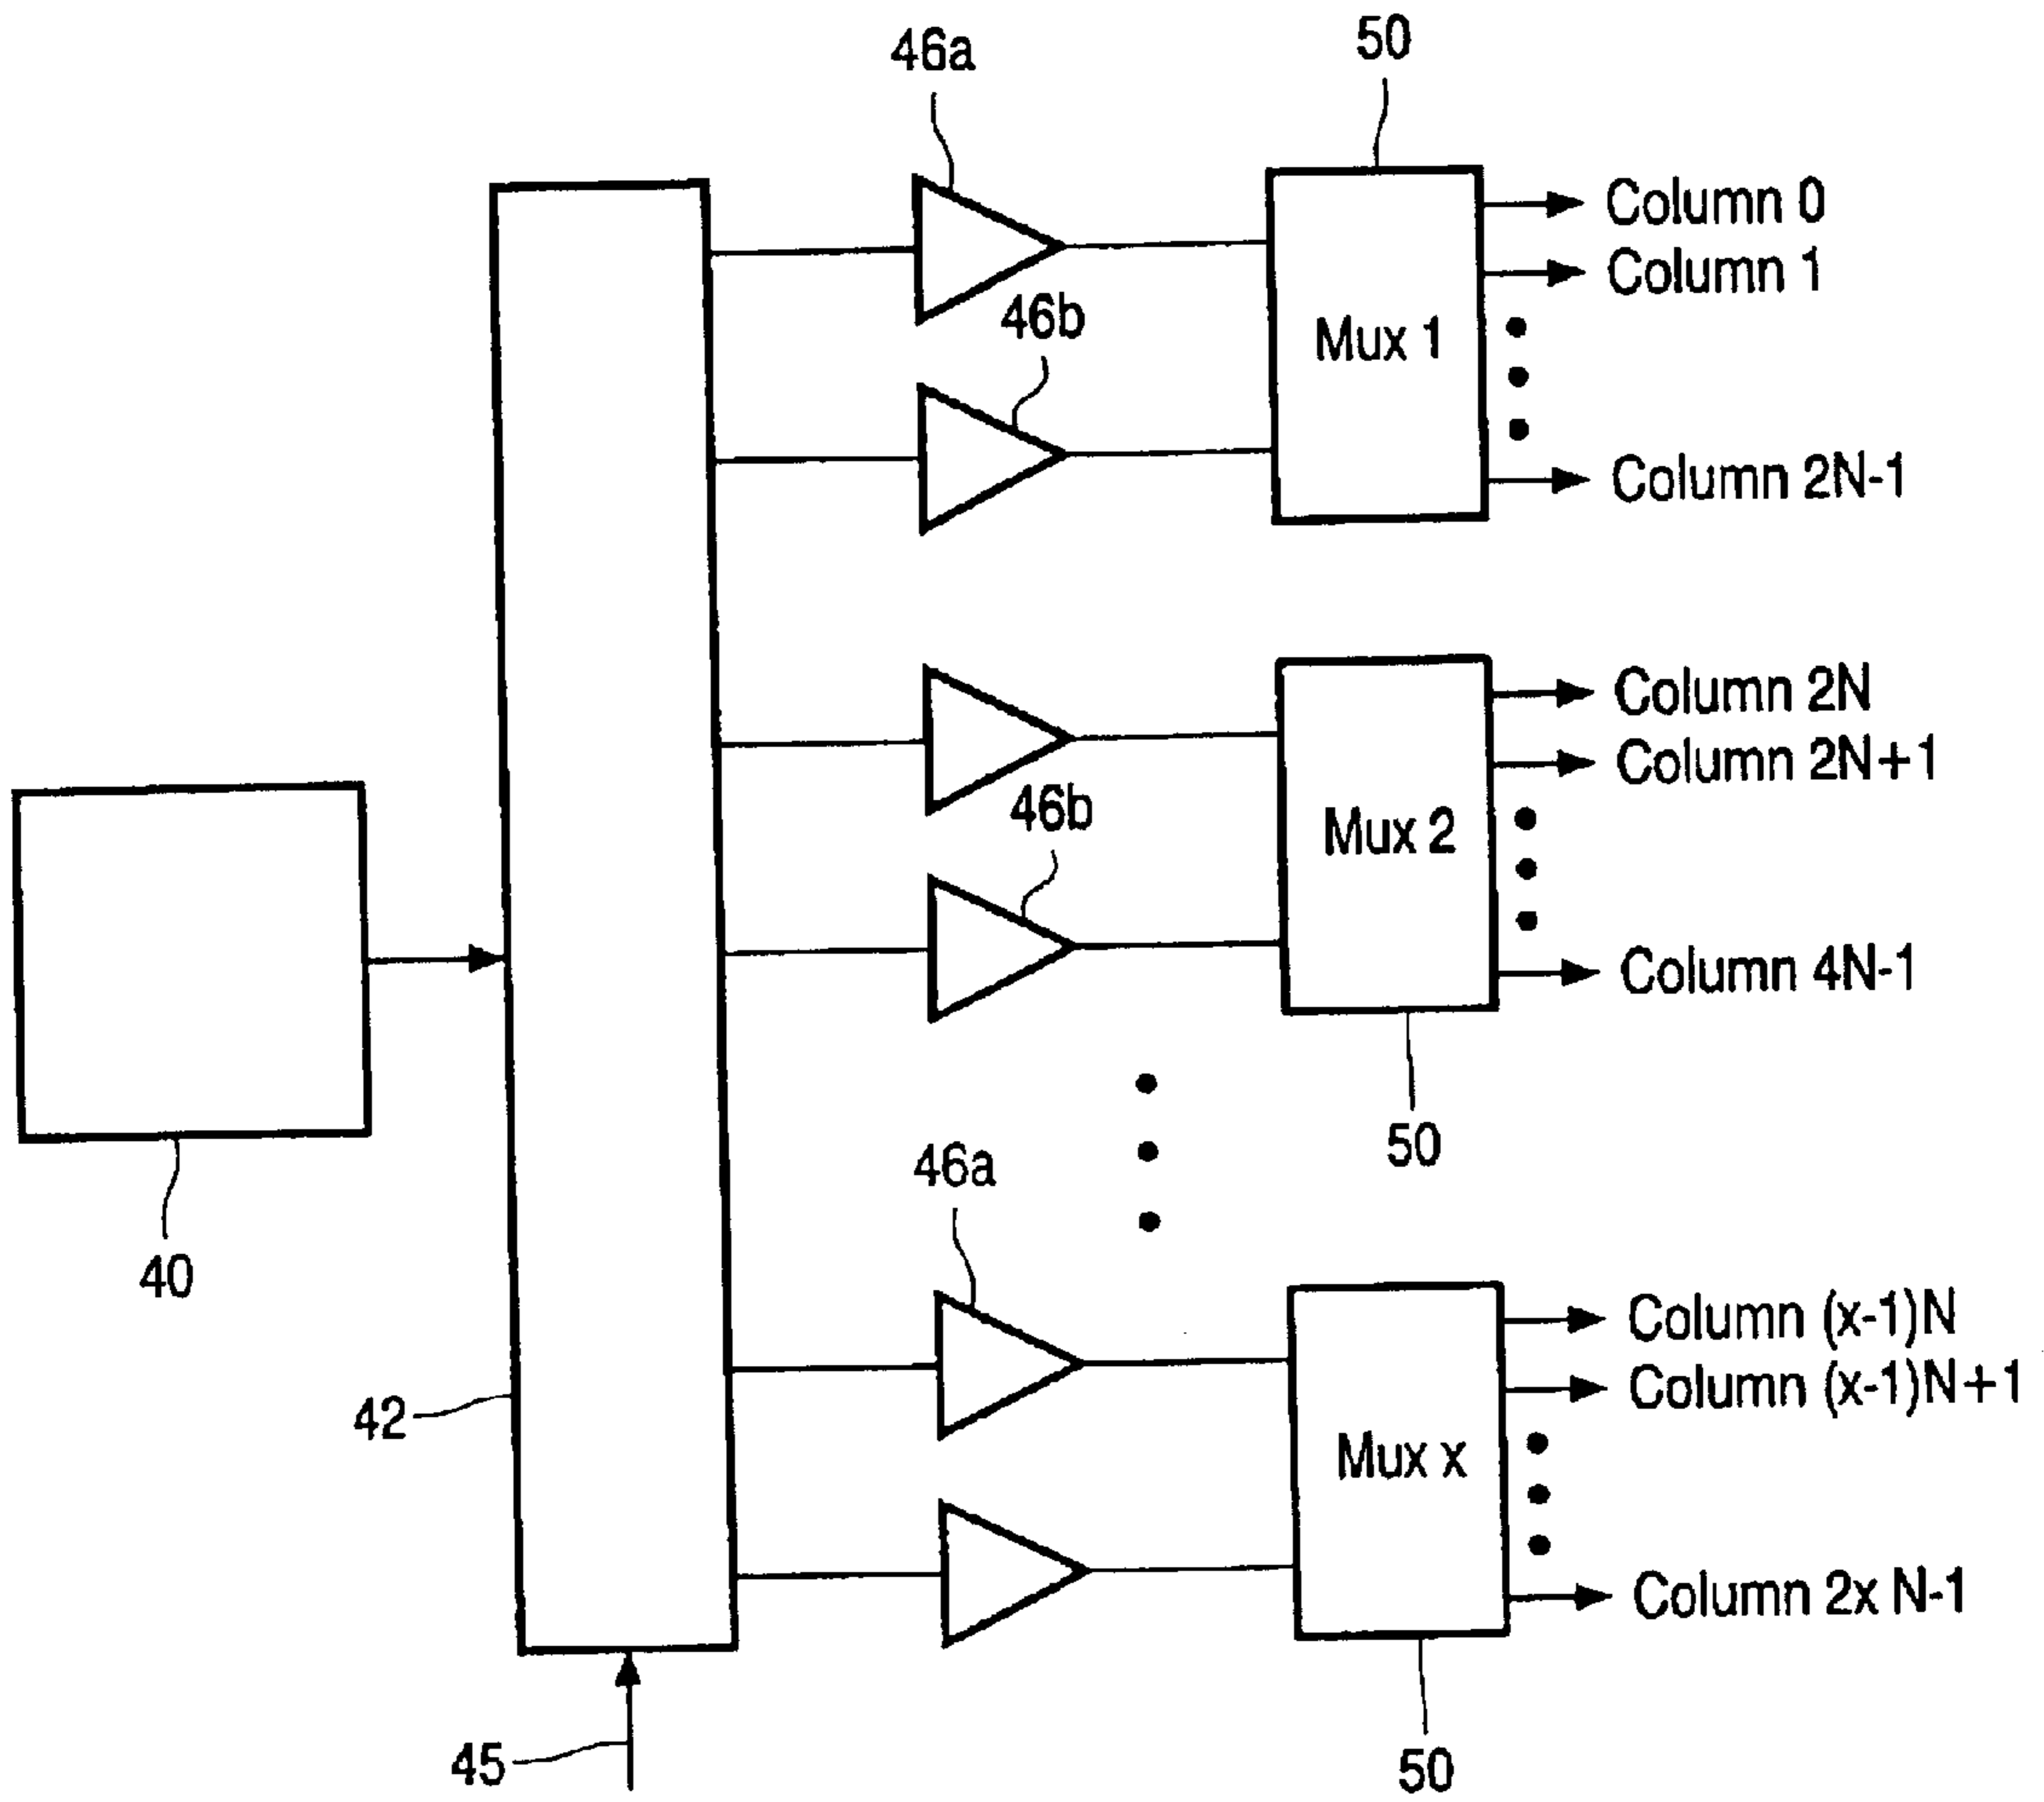 46a
50
Column 0
Column 1
46b
Mux 1
Column 2N-1
Column 2N
Column 2N+1
46b
Mux 2
Column 4N-1
50
46a
40
Column (x-1)N
Column (x-1)N+1
42
Mux x
Column 2x N-1
45
50